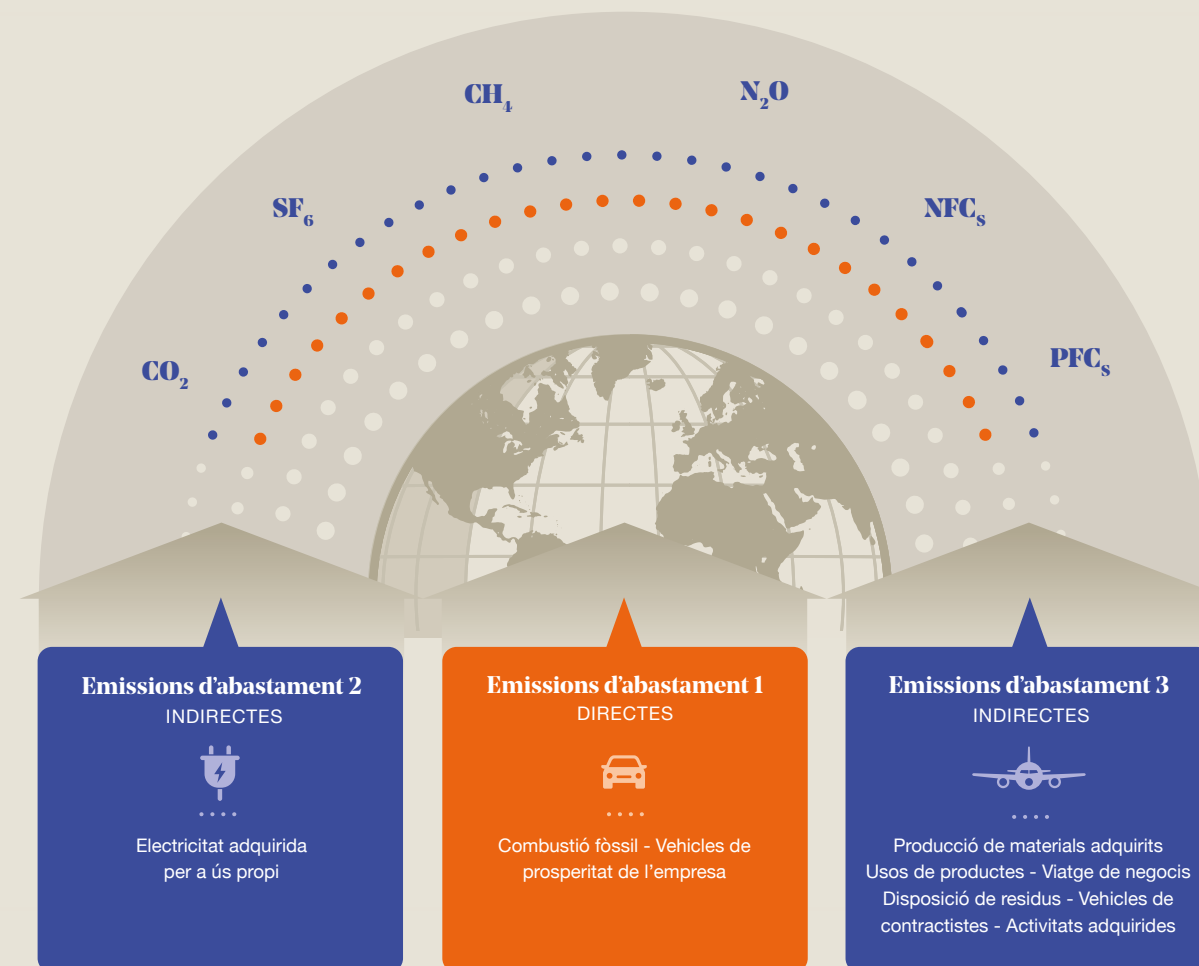 CH₄
N₂O
SF₆
NFCs
CO₂
PFCs
Emissions d’abastament 2
INDIRECTES
Electricitat adquirida
per a ús propi
Emissions d’abastament 1
DIRECTES
Combustió fòssil - Vehicles de
prosperitat de l’empresa
Emissions d’abastament 3
INDIRECTES
Producció de materials adquirits
Usos de productes - Viatge de negocis
Disposició de residus - Vehicles de
contractistes - Activitats adquirides